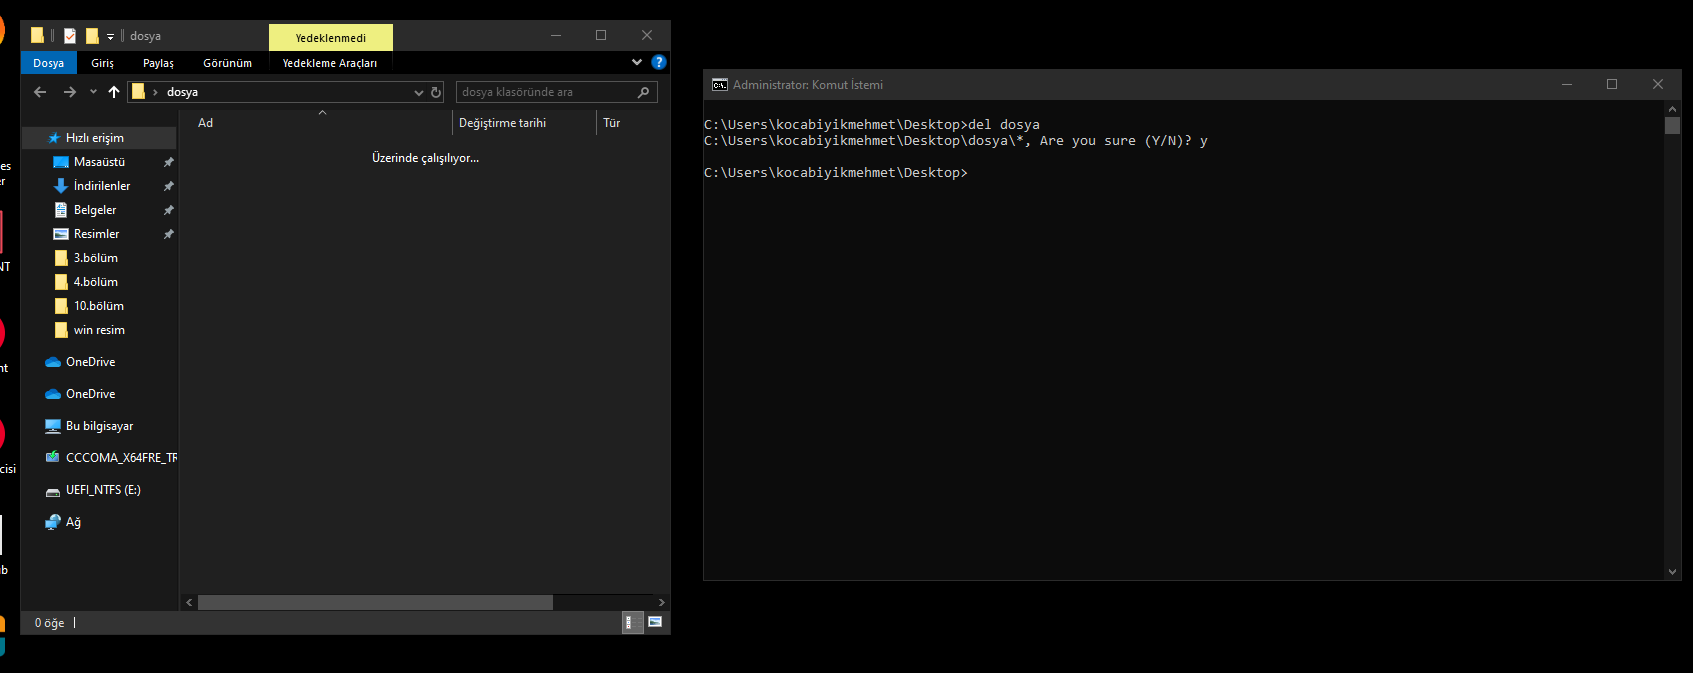 dosya
Yedeklenmedi
Dosya
Giriş
Paylaş
Görünüm
Yedekleme Araçları
?
dosya
dosya klasöründe ara
Ad
Değiştirme tarihi
Tür
Üzerinde çalışılıyor...
Hızlı erişim
Masaüstü
İndirilenler
Belgeler
Resimler
3.bölüm
4.bölüm
10.bölüm
win resim
OneDrive
OneDrive
Bu bilgisayar
CCCOMA_X64FRE_TR
UEFI_NTFS (E:)
Ağ
0 öğe
es
er
NT
nt
cisi
ub
C:\.
Administrator: Komut İstemi
C:\Users\kocabiyikmehmet\Desktop>del dosya
C:\Users\kocabiyikmehmet\Desktop\dosya\*, Are you sure (Y/N)? y
C:\Users\kocabiyikmehmet\Desktop>